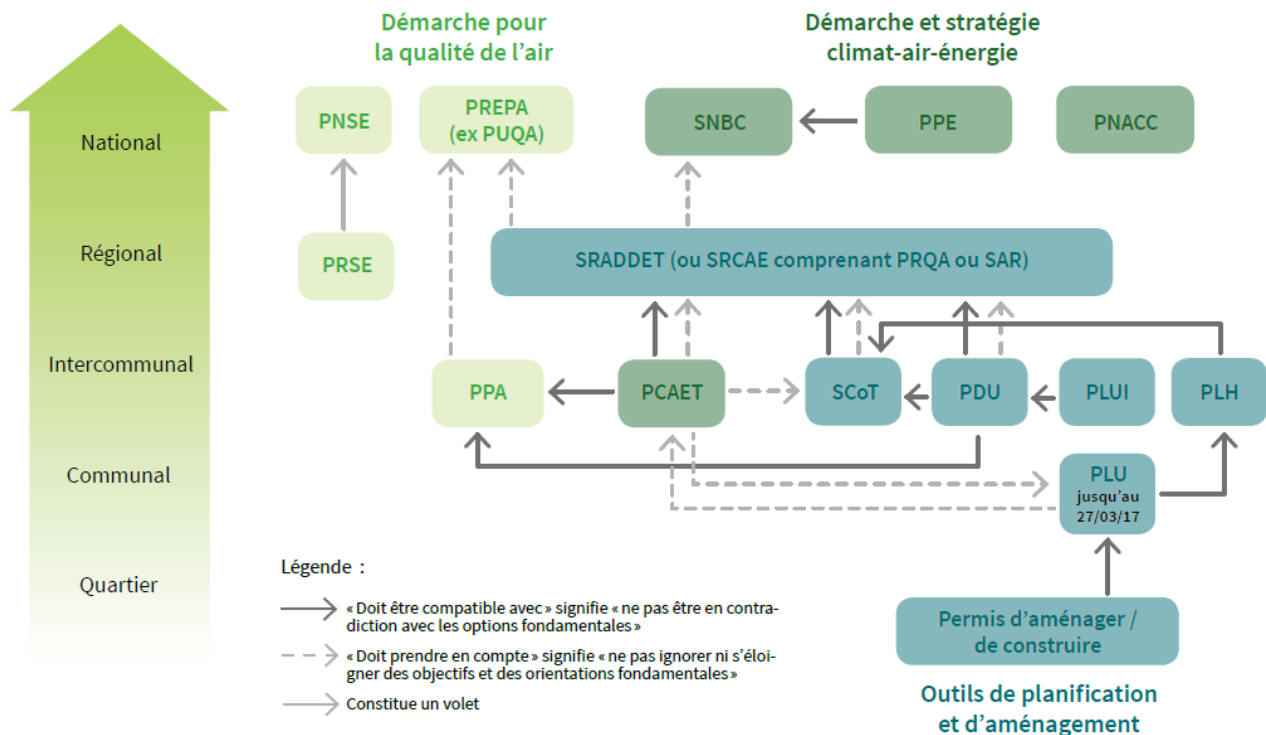 Démarche pour
la qualité de l’air
Démarche et stratégie
climat-air-énergie
National
PNSE
PREPA
(ex PUQA)
SNBC
PPE
PNACC
Régional
PRSE
SRADDET (ou SRCAE comprenant PRQA ou SAR)
Intercommunal
PPA
PCAET
SCoT
PDU
PLUI
PLH
Communal
PLU
jusqu’au
27/03/17
Quartier
Permis d’aménager /
de construire
Outils de planification
et d’aménagement
Légende :
« Doit être compatible avec » signifie « ne pas être en contra-
diction avec les options fondamentales »
« Doit prendre en compte » signifie « ne pas ignorer ni s’éloi-
gner des objectifs et des orientations fondamentales »
Constitue un volet